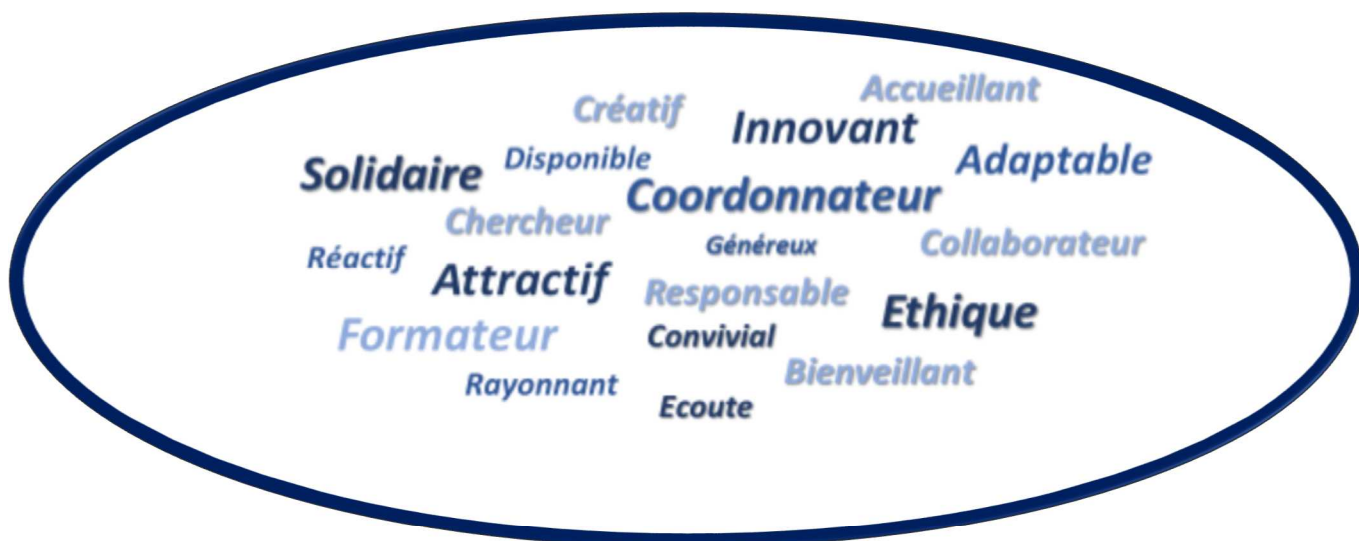 Accueillant
Créatif
Innovant
Disponible
Adaptable
Solidaire
Coordonnateur
Chercheur
Généreux
Collaborateur
Réactif
Attractif
Responsable
Ethique
Formateur
Convivial
Bienveillant
Rayonnant
Ecoute